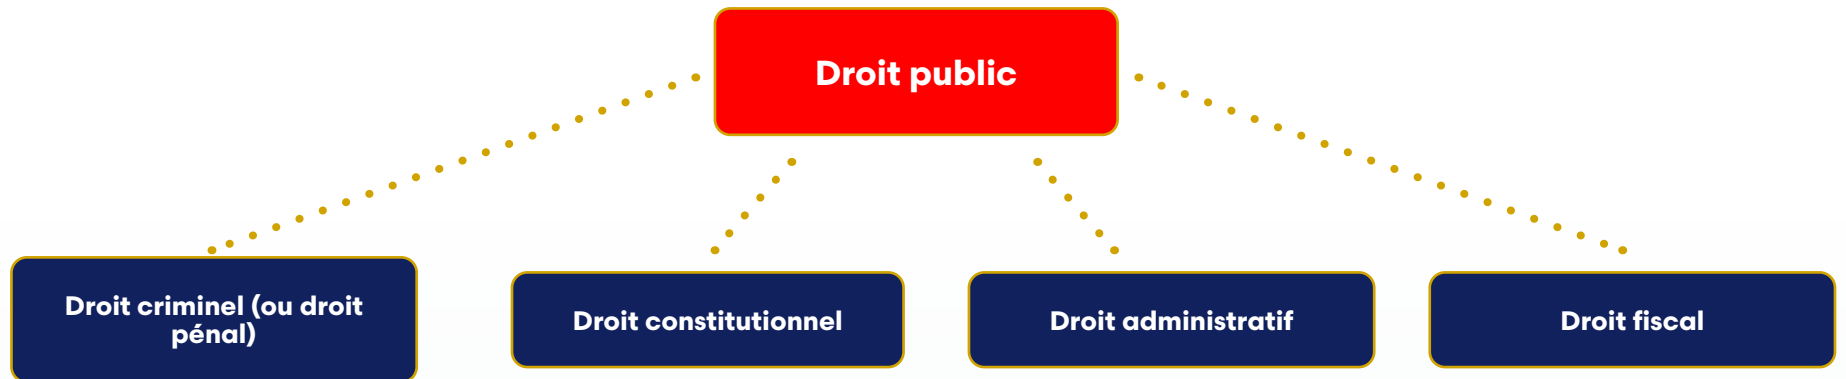 Droit public
Droit criminel (ou droit
pénal)
Droit constitutionnel
Droit administratif
Droit fiscal